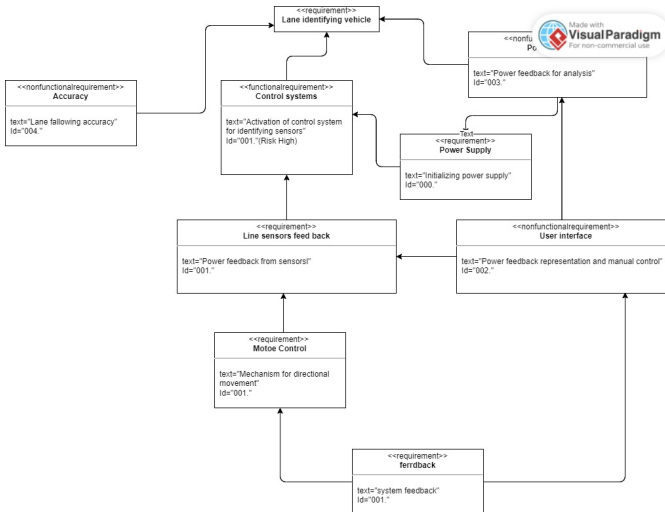 <<requirement>>
Lane identifying vehicle
Made with
VisualParadigm
For non-commercial use
<<nonfu
Po
text="Power feedback for analysis"
Id="003."
<<nonfunctionalrequirement>>
Accuracy
text="Lane fallowing accuracy"
Id="004."
<<functionalrequirement>>
Control systems
text="Activation of control system
for identifying sensors"
Id="001."(Risk High)
Text
<<requirement>>
Power Supply
text="Initializing power supply"
Id="000."
<<requirement>>
Line sensors feed back
text="Power feedback from sensorsl"
Id="001."
<<nonfunctionalrequirement>>
User interface
text="Power feedback representation and manual control"
Id="002."
<<requirement>>
Motoe Control
text="Mechanism for directional
movement"
Id="001."
<<requirement>>
ferrdback
text="system feedback"
Id="001."